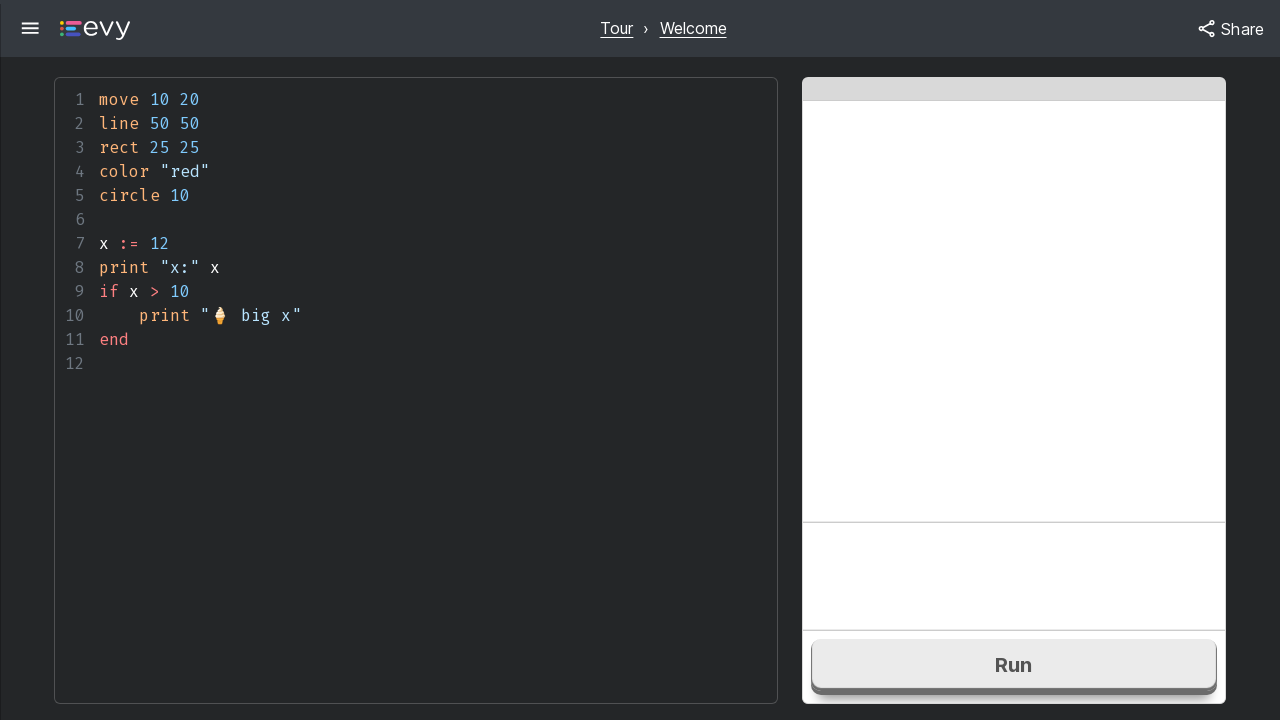 evy
Tour › Welcome
Share
1 move 10 20
2 line 50 50
3 rect 25 25
4 color "red"
5 circle 10
6
7 x := 12
8 print "x:" x
9 if x > 10
10     print "🍦 big x"
11 end
12
Run